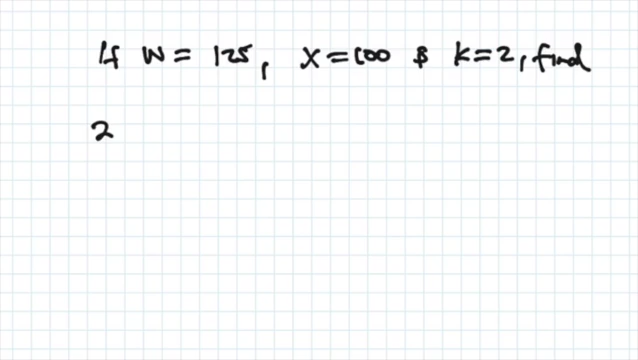 If W = 125, X = 100 & K = 2, find
2